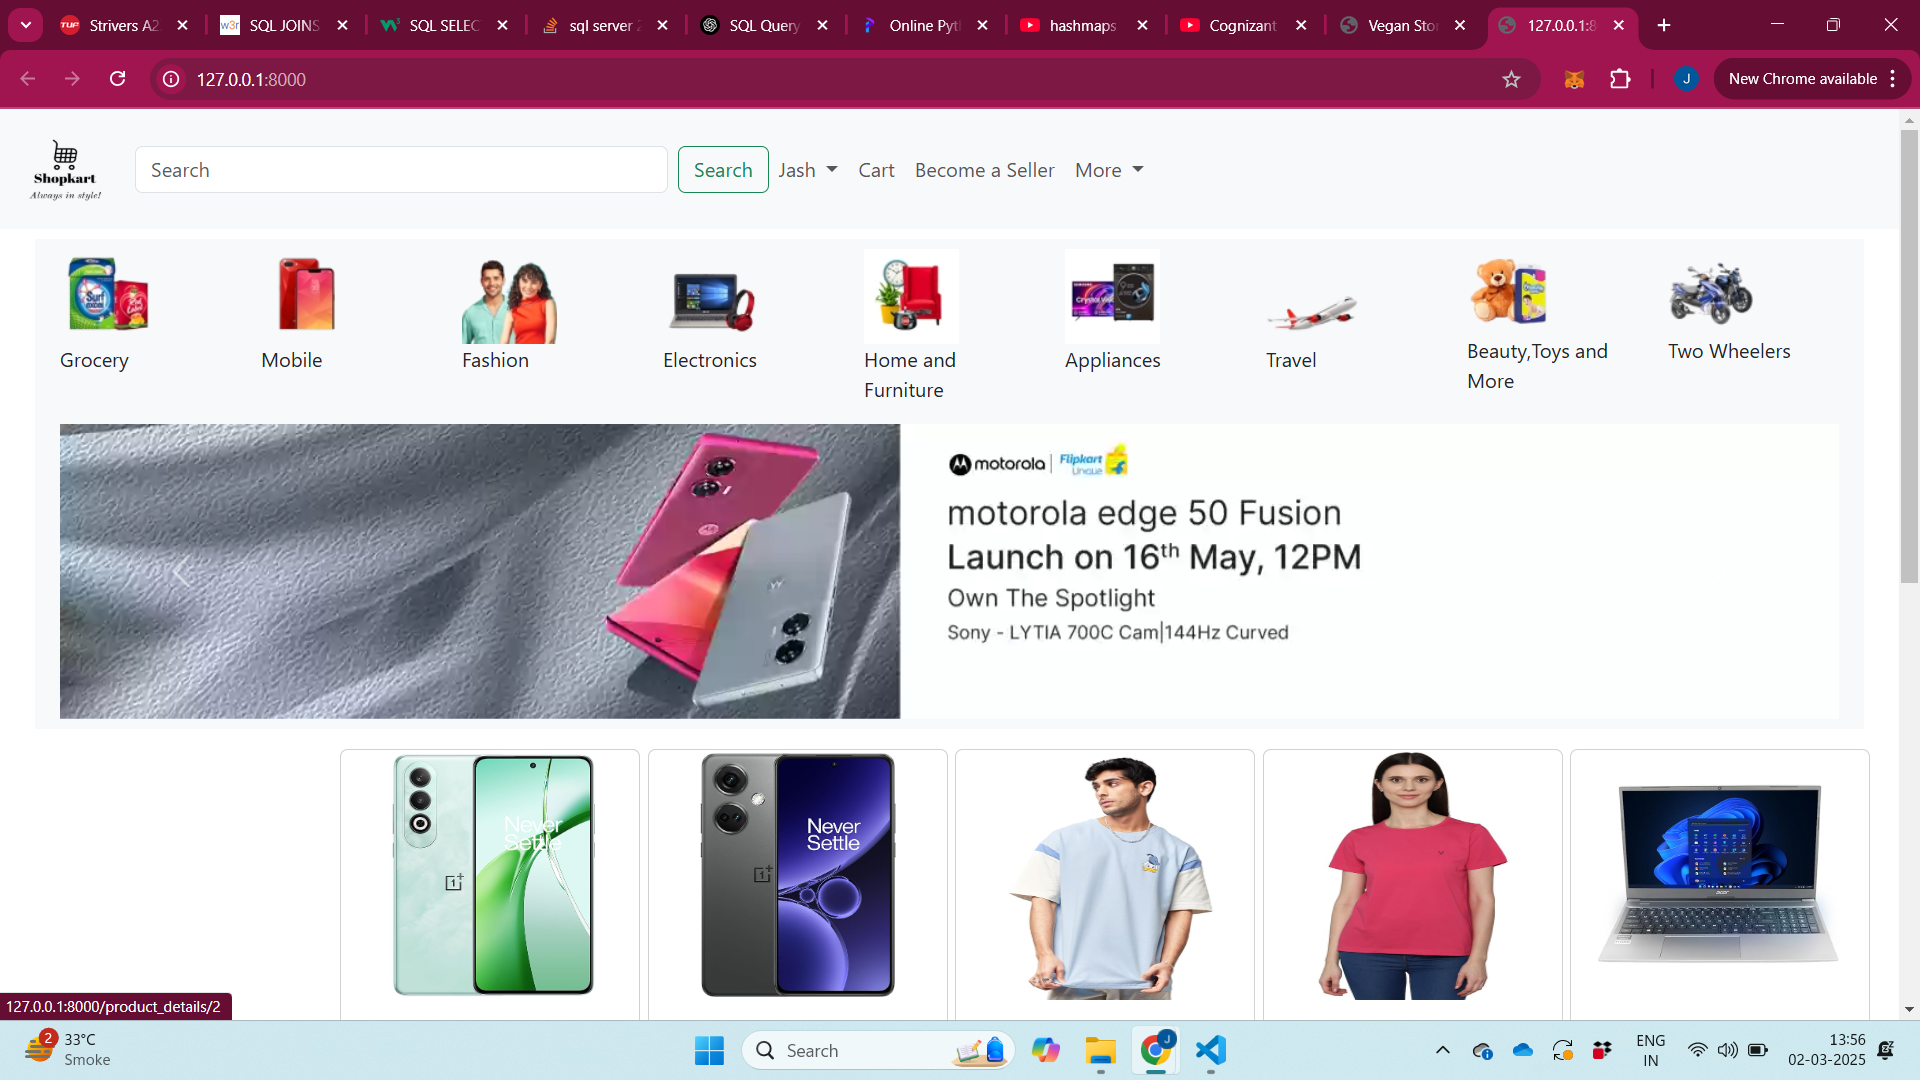 Strivers A2
SQL JOINS
SQL SELEC
sql server 2
SQL Query
Online Pyt
hashmaps
Cognizant
Vegan Stor
127.0.0.1:8
127.0.0.1:8000
J
New Chrome available
Shopkart
Always in style!
Search
Search
Jash
Cart
Become a Seller
More
Grocery
Mobile
Fashion
Electronics
Home and
Furniture
Appliances
Travel
Beauty,Toys and
More
Two Wheelers
motorola
Flipkart
Unique
motorola edge 50 Fusion
Launch on 16th May, 12PM
Own The Spotlight
Sony - LYTIA 700C Cam|144Hz Curved
Never
Settle
Never
Settle
acer
127.0.0.1:8000/product_details/2
2
33°C
Smoke
Search
J
ENG
IN
13:56
02-03-2025